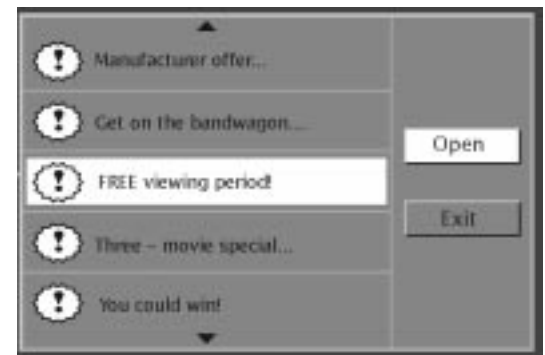 Manufacturer offer...
Get on the bandwagon....
Open
FREE viewing period!
Exit
Three – movie special...
You could win!